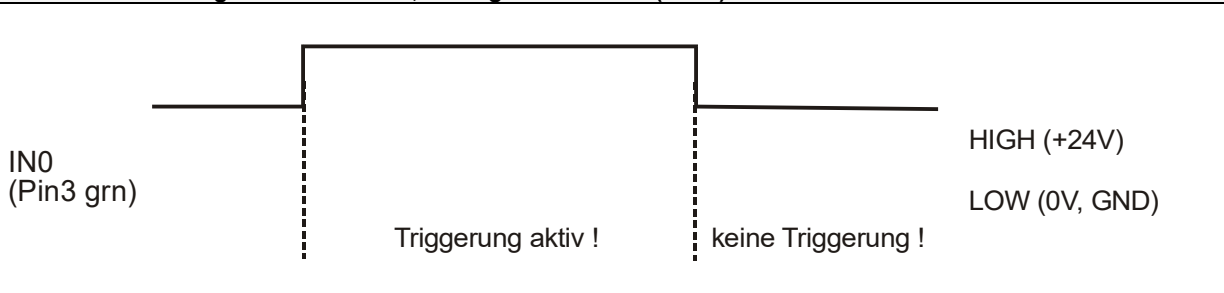 IN0
(Pin3 grn)
HIGH (+24V)
LOW (0V, GND)
Triggerung aktiv !
keine Triggerung !